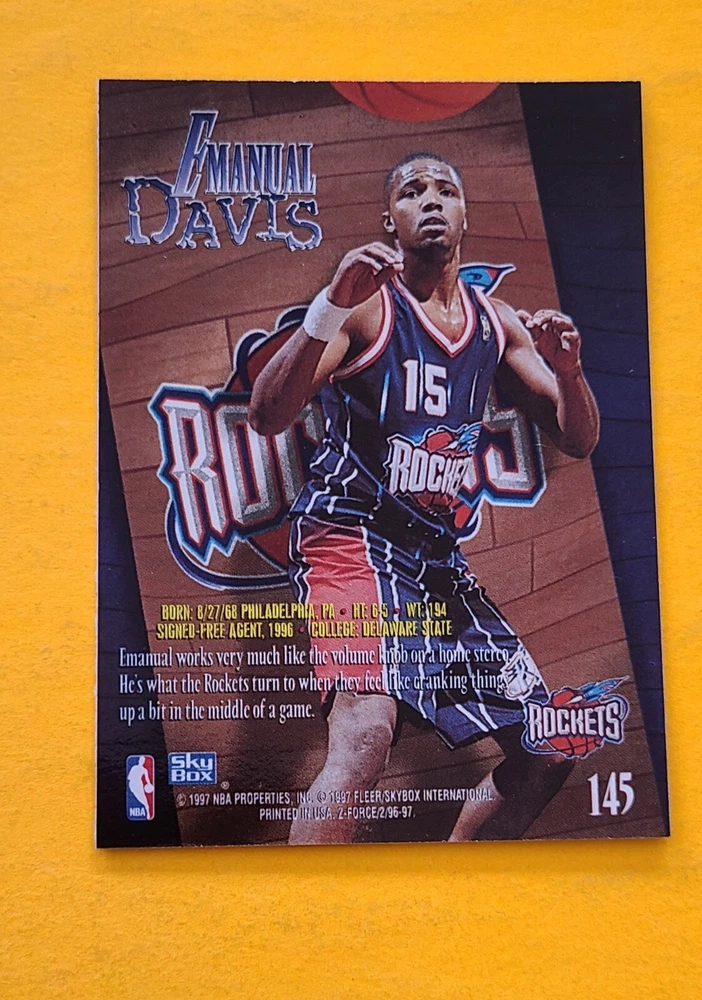 EMANUAL
DAVIS
15
ROCKETS
BORN: 8/27/68 PHILADELPHIA, PA • HT: 6-5 • WT: 194
SIGNED-FREE AGENT, 1996 • COLLEGE: DELAWARE STATE
Emanual works very much like the volume knob on a home stereo.
He's what the Rockets turn to when they feel like cranking things
up a bit in the middle of a game.
ROCKETS
NBA
Sky
Box
®
© 1997 NBA PROPERTIES, INC. © 1997 FLEER/SKYBOX INTERNATIONAL.
PRINTED IN USA. Z-FORCE/2/96-97.
145